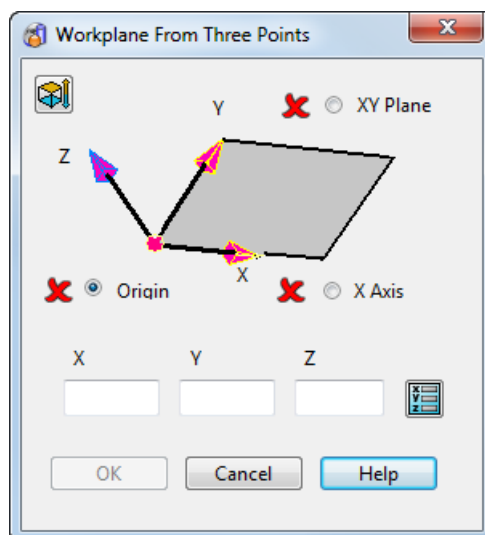 Workplane From Three Points
Y
XY Plane
Z
X
Origin
X Axis
X Y Z
OK Cancel Help